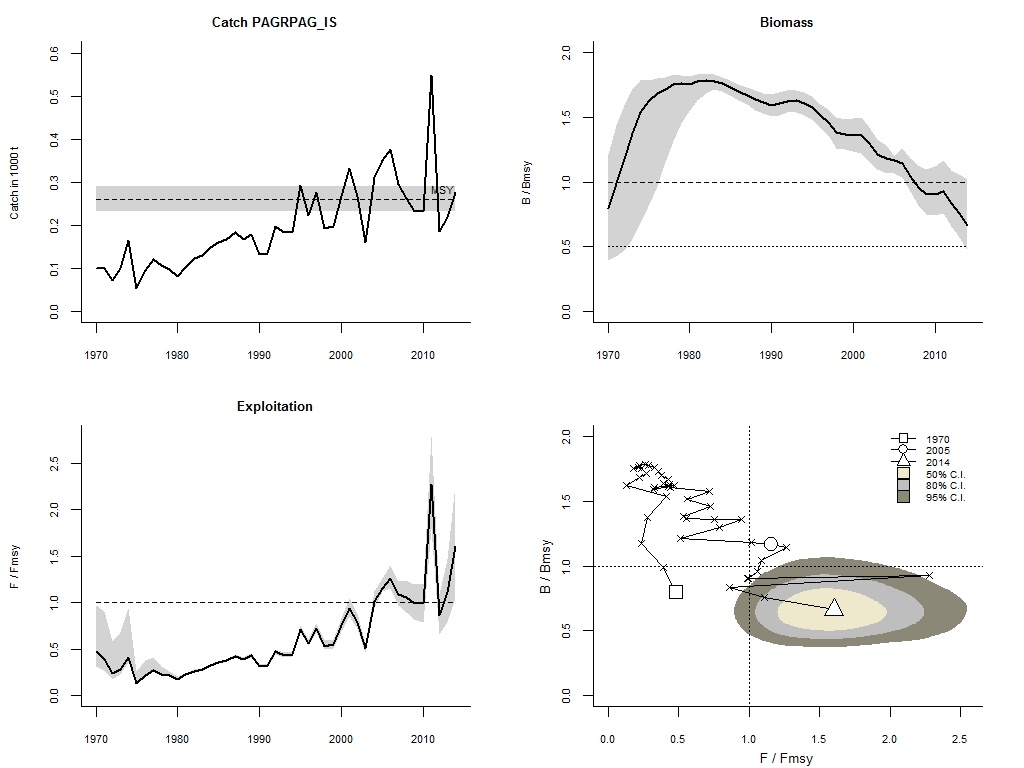 Catch PAGRPAG_IS
Catch in 1000 t
0.0 0.1 0.2 0.3 0.4 0.5 0.6
MSY
1970 1980 1990 2000 2010
Biomass
B / Bmsy
0.0 0.5 1.0 1.5 2.0
1970 1980 1990 2000 2010
Exploitation
F / Fmsy
0.0 0.5 1.0 1.5 2.0 2.5
1970 1980 1990 2000 2010
B / Bmsy
0.0 0.5 1.0 1.5 2.0
1970
2005
2014
50% C.I.
80% C.I.
95% C.I.
0.0 0.5 1.0 1.5 2.0 2.5
F / Fmsy